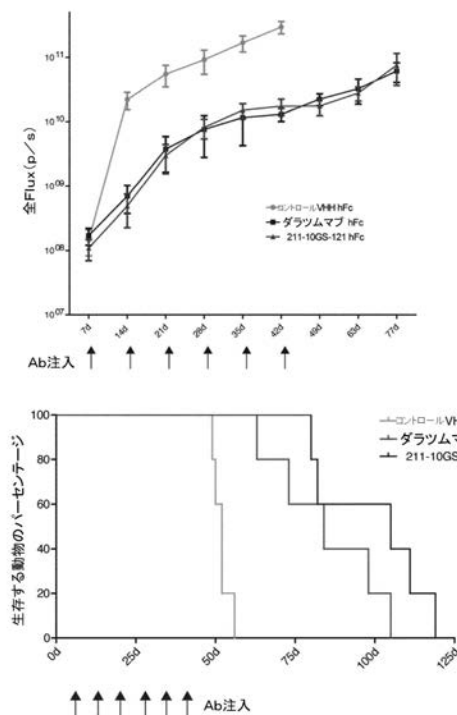 10¹¹
10¹⁰
10⁰⁹
10⁰⁸
10⁰⁷
全Flux(p/s)
コントロールVHH hFc
ダラツムマブ hFc
211-10GS-121 hFc
7d 14d 21d 28d 35d 42d 49d 63d 77d
Ab注入
100
80
60
40
20
0
生存する動物のパーセンテージ
コントロールVH
ダラツムマ
211-10GS
0d 25d 50d 75d 100d 125d
Ab注入